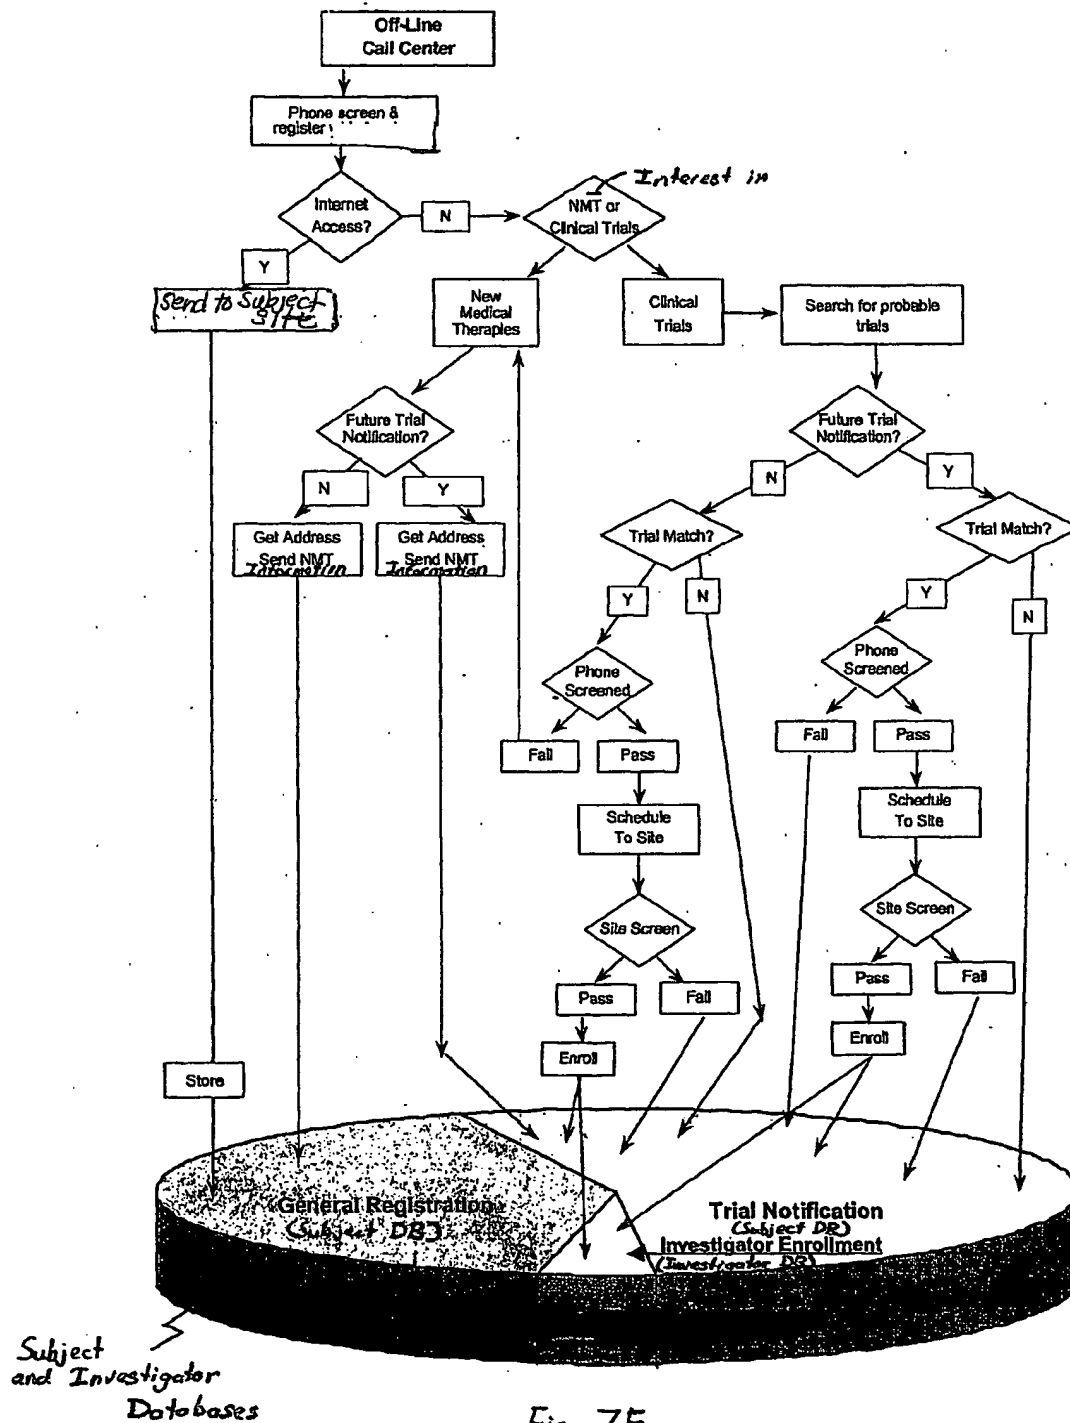 Off-Line
Call Center
Phone screen &
register
Interest in
Internet
Access?
N
NMT or
Clinical Trials
Y
Send to Subject
Site
New
Medical
Therapies
Clinical
Trials
Search for probable
trials
Future Trial
Notification?
Future Trial
Notification?
N
Y
N
Y
Get Address
Send NMT
Information
Get Address
Send NMT
Information
Trial Match?
Trial Match?
Y
N
Y
N
Phone
Screened
Phone
Screened
Fail
Pass
Fail
Pass
Schedule
To Site
Schedule
To Site
Site Screen
Site Screen
Pass
Fail
Pass
Fail
Enroll
Enroll
Store
General Registration
(Subject DB)
Trial Notification
(Subject DB)
Investigator Enrollment
(Investigator DB)
Subject
and Investigator
Databases
Fig. 7E